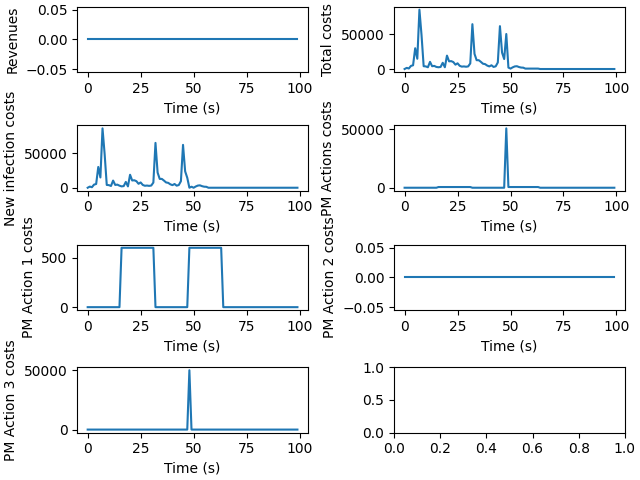 Revenues
0.05
0.00
−0.05
0 25 50 75 100
Time (s)
Total costs
50000
0
0 25 50 75 100
Time (s)
New infection costs
50000
0
0 25 50 75 100
Time (s)
PM Actions costs
50000
0
0 25 50 75 100
Time (s)
PM Action 1 costs
500
0
0 25 50 75 100
Time (s)
PM Action 2 costs
0.05
0.00
−0.05
0 25 50 75 100
Time (s)
PM Action 3 costs
50000
0
0 25 50 75 100
Time (s)
1.0
0.5
0.0
0.0 0.2 0.4 0.6 0.8 1.0